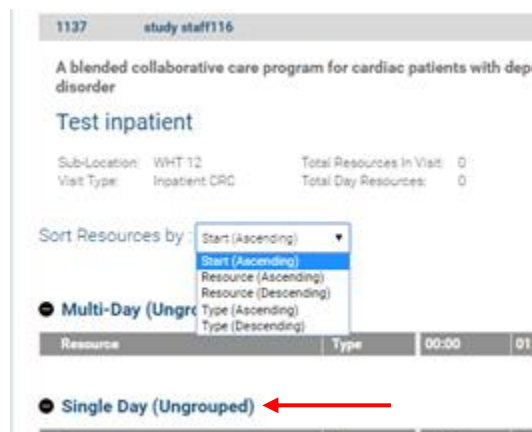 1137 study staff116
A blended collaborative care program for cardiac patients with dep
disorder
Test inpatient
Sub-Location: WHT 12 Total Resources In Visit: 0
Visit Type: Inpatient CRC Total Day Resources: 0
Sort Resources by : Start (Ascending)
Start (Ascending)
Resource (Ascending)
Resource (Descending)
Type (Ascending)
Type (Descending)
Multi-Day (Ungro
Resource Type 00:00 01
Single Day (Ungrouped)